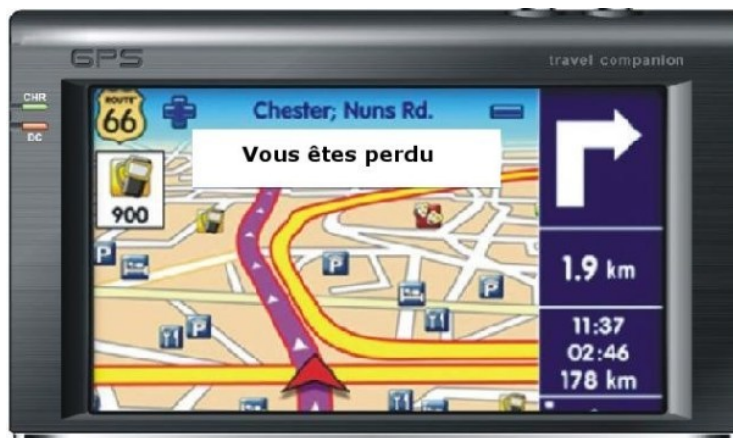 GPS
travel companion
CHR
DC
ROUTE
66
Chester; Nuns Rd.
Vous êtes perdu
900
P
P
P
P
1.9 km
11:37
02:46
178 km